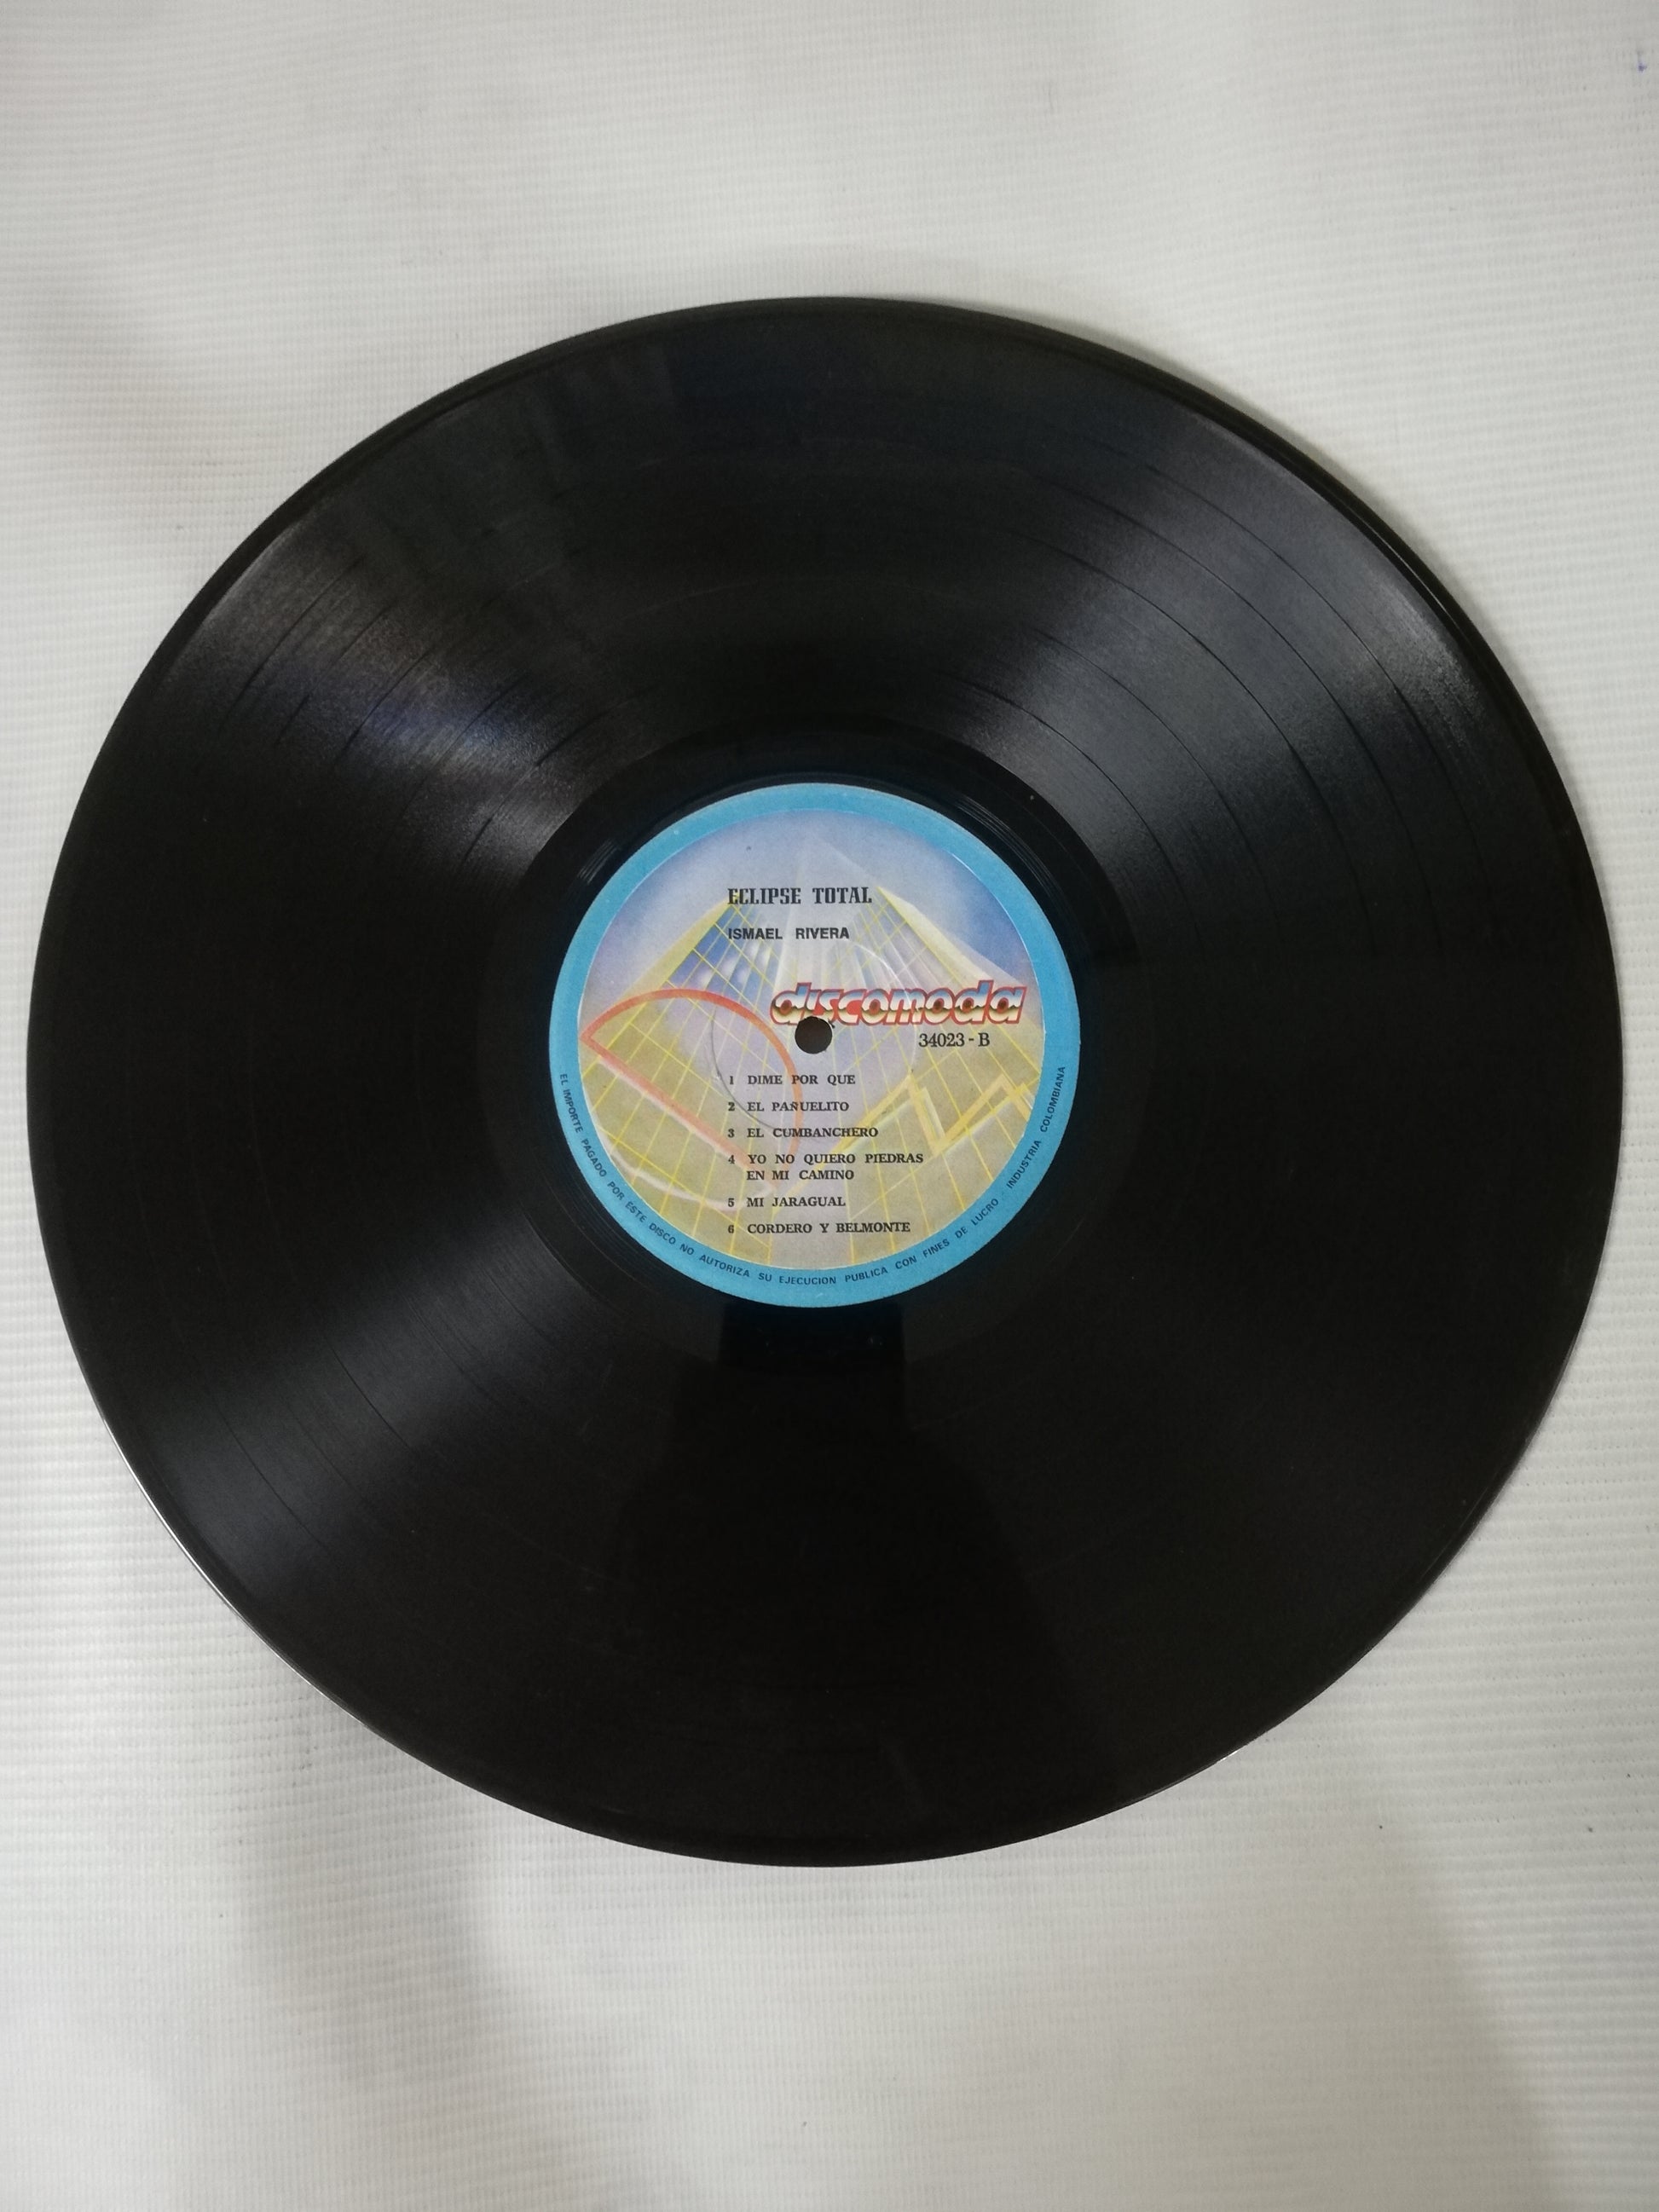 ECLIPSE TOTAL
ISMAEL RIVERA
discomoda
34023 - B
1 DIME POR QUE
2 EL PAÑUELITO
3 EL CUMBANCHERO
4 YO NO QUIERO PIEDRAS
EN MI CAMINO
5 MI JARAGUAL
6 CORDERO Y BELMONTE
EL IMPORTE PAGADO POR ESTE DISCO NO AUTORIZA SU EJECUCION PUBLICA CON FINES DE LUCRO INDUSTRIA COLOMBIANA